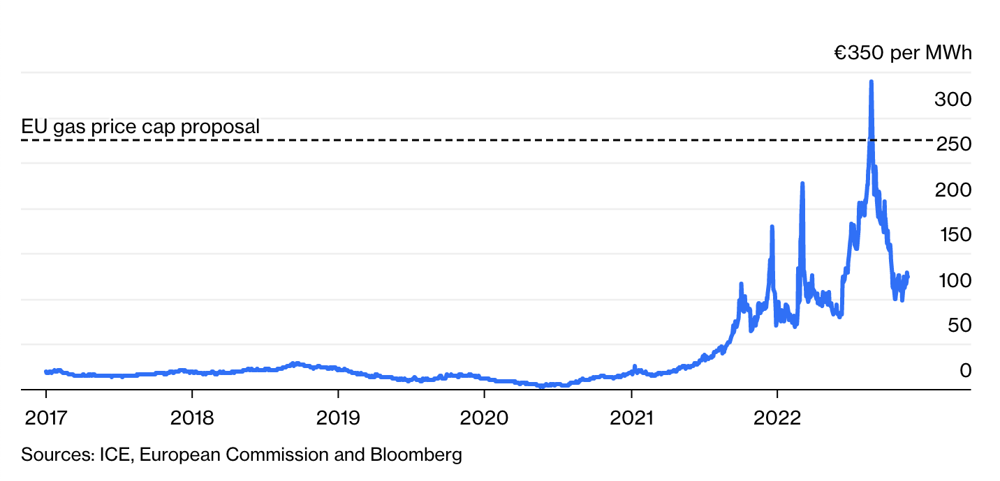 €350 per MWh
300
EU gas price cap proposal
250
200
150
100
50
0
2017 2018 2019 2020 2021 2022
Sources: ICE, European Commission and Bloomberg